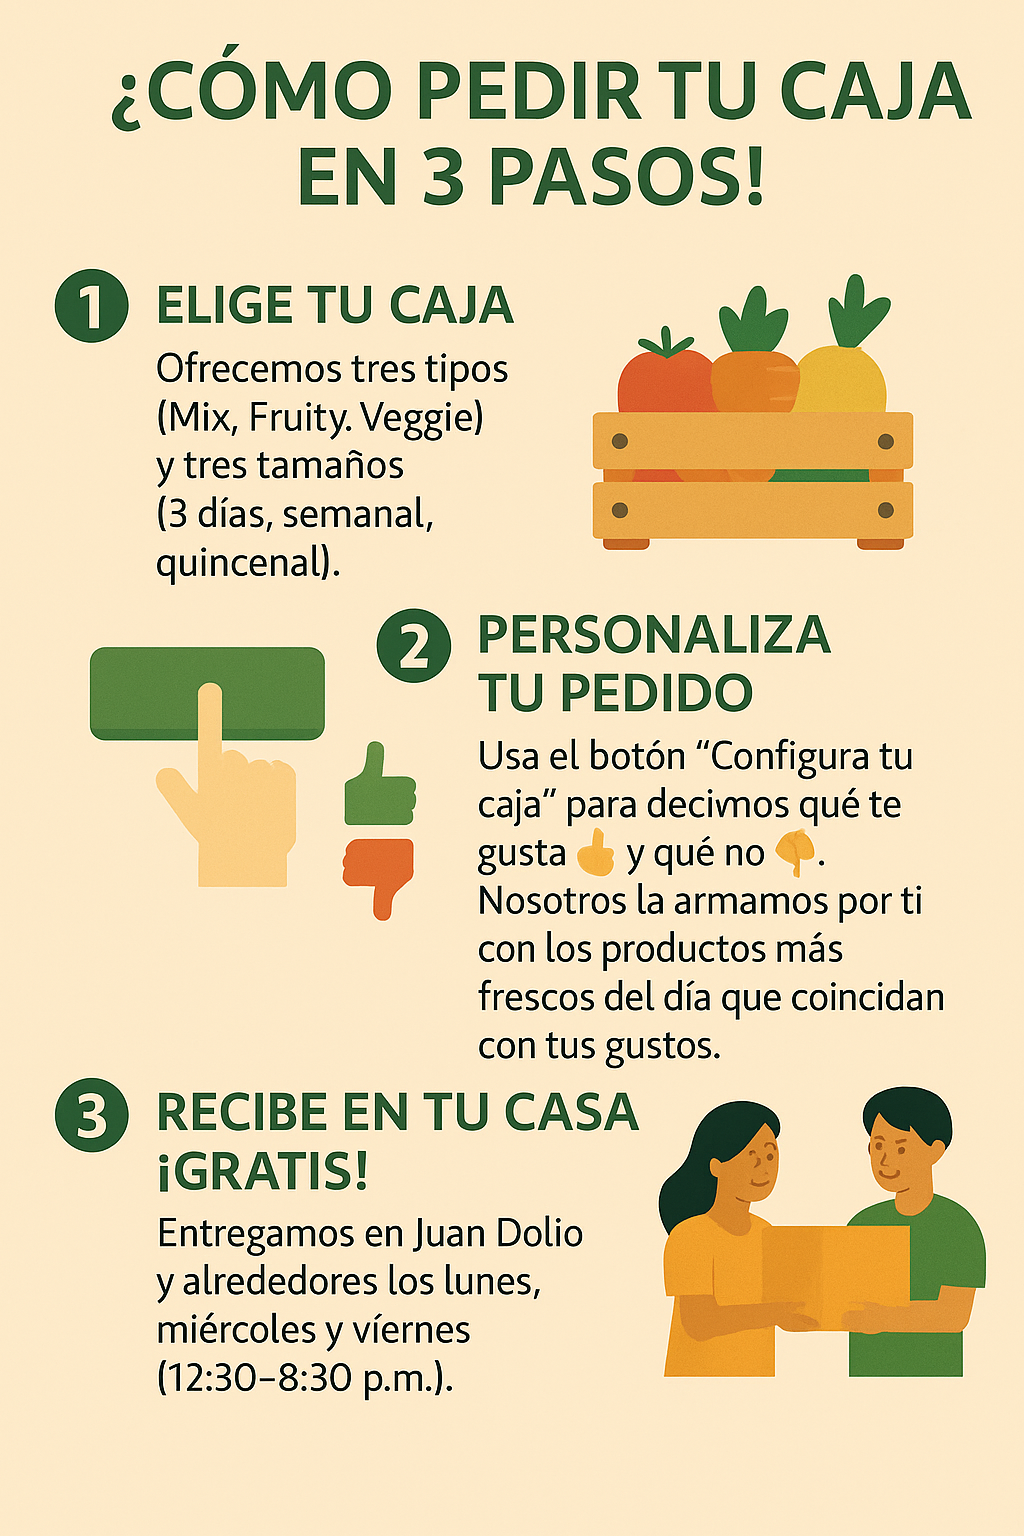 ¿CÓMO PEDIR TU CAJA
EN 3 PASOS!
1 ELIGE TU CAJA
Ofrecemos tres tipos
(Mix, Fruity. Veggie)
y tres tamaños
(3 días, semanal,
quincenal).
2 PERSONALIZA
TU PEDIDO
Usa el botón “Configura tu
caja” para decivmos qué te
gusta 👍 y qué no 👎.
Nosotros la armamos por ti
con los productos más
frescos del día que coincidan
con tus gustos.
3 RECIBE EN TU CASA
¡GRATIS!
Entregamos en Juan Dolio
y alrededores los lunes,
miércoles y víernes
(12:30–8:30 p.m.).